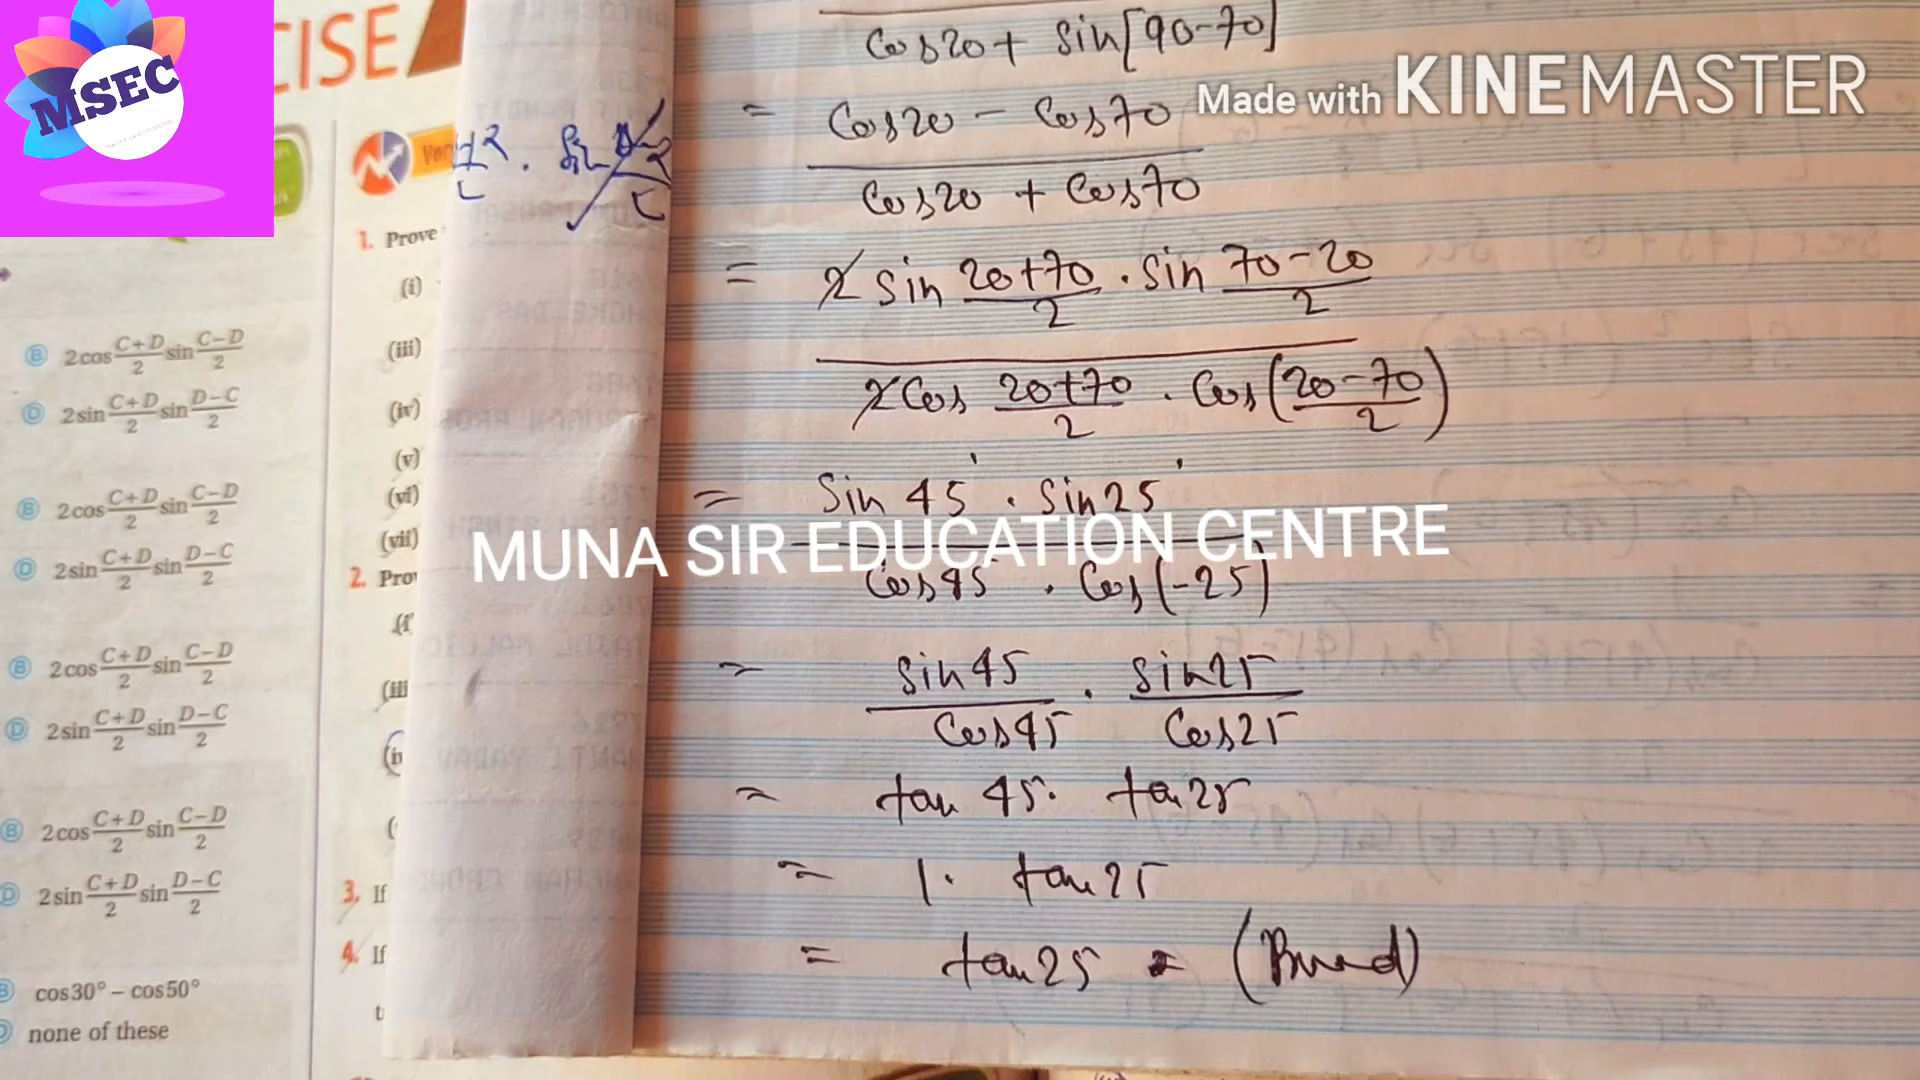 MSEC
CISE
Made with KINEMASTER
MUNA SIR EDUCATION CENTRE
B 2cos (C+D)/2 sin (C−D)/2
D 2sin (C+D)/2 sin (D−C)/2
B 2cos (C+D)/2 sin (C−D)/2
D 2sin (C+D)/2 sin (D−C)/2
B 2cos (C+D)/2 sin (C−D)/2
D 2sin (C+D)/2 sin (D−C)/2
B 2cos (C+D)/2 sin (C−D)/2
D 2sin (C+D)/2 sin (D−C)/2
B cos30° − cos50°
D none of these
Ver
1. Prove
(i)
(iii)
(iv)
(v)
(vi)
(vii)
2. Pro
3. If
4. If
Cos20 + Sin[90-70]
= Cos20 − Cos70
Cos20 + Cos70
= 2 Sin (20+70)/2 . Sin (70-20)/2
2 Cos (20+70)/2 . Cos ((20-70)/2)
= Sin 45 . Sin 25
Cos45 . Cos(-25)
= Sin45/Cos45 . Sin25/Cos25
= tan 45. tan25
= 1. tan25
= tan25